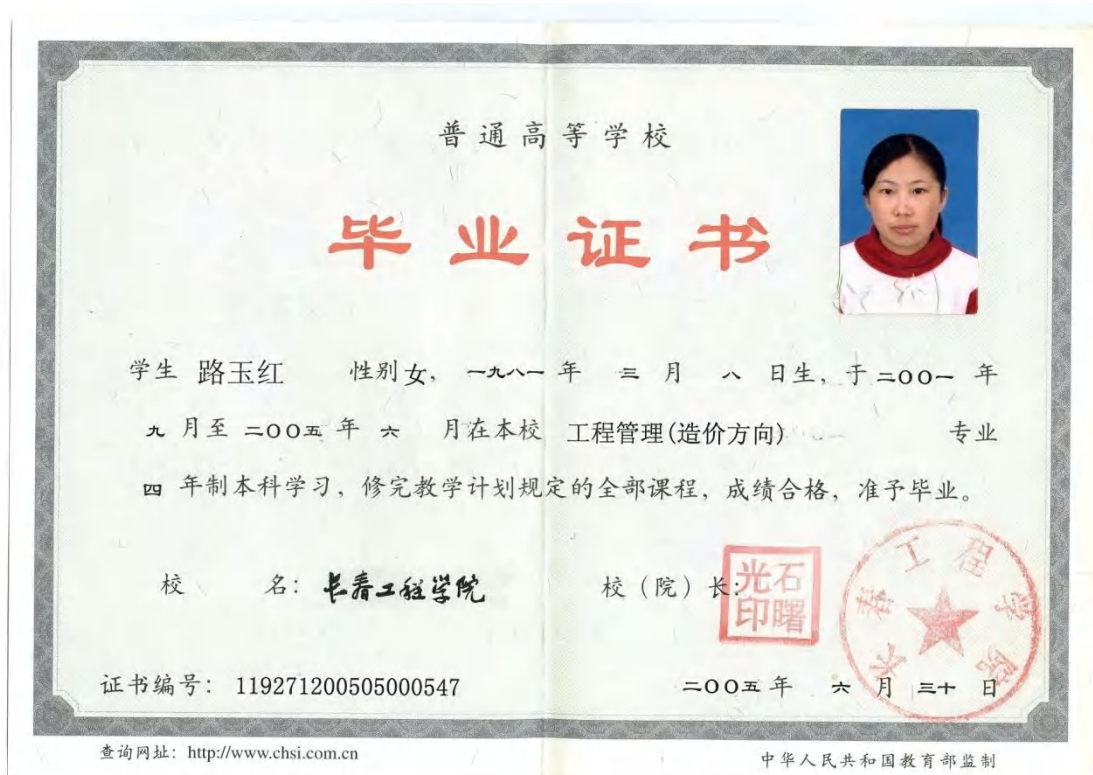 普通高等学校
毕业证书
学生 路玉红 性别女，一九八一年 三月 八日生，于二00一年
九月至二00五年六月在本校 工程管理(造价方向) 专业
四年制本科学习，修完教学计划规定的全部课程，成绩合格，准予毕业。
校 名：长春工程学院 校（院）长：
石曙光印
长春工程学院
证书编号：119271200505000547 二00五年 六月 三十日
查询网址：http://www.chsi.com.cn 中华人民共和国教育部监制